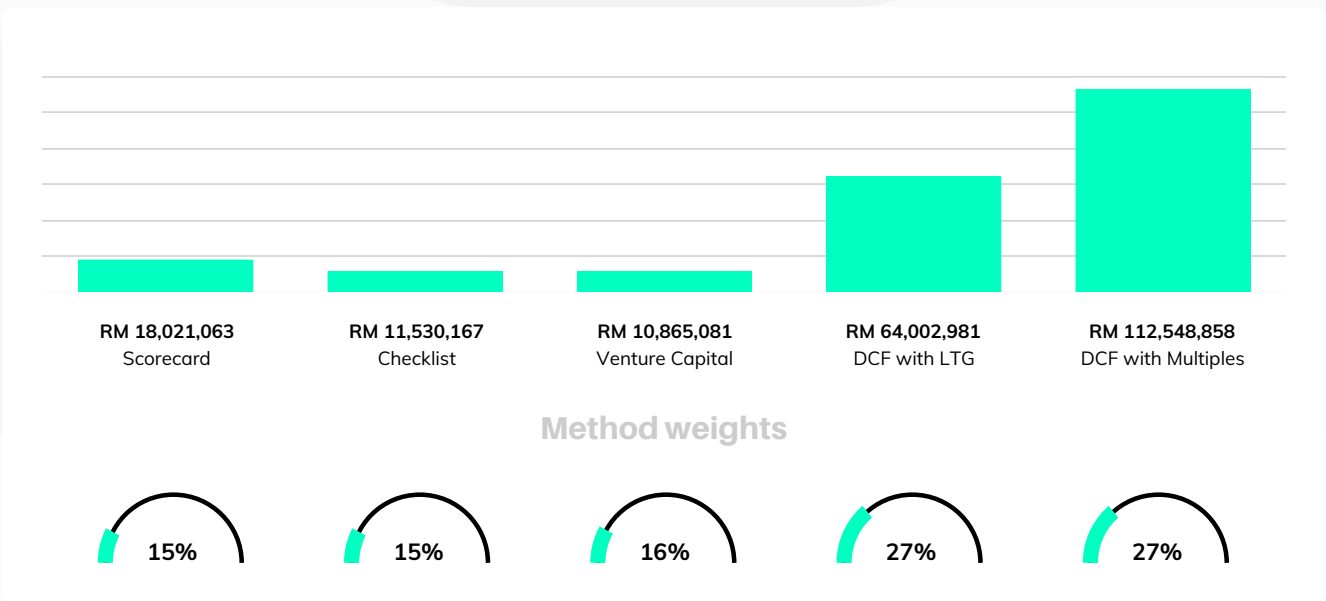 RM 18,021,063
Scorecard
RM 11,530,167
Checklist
RM 10,865,081
Venture Capital
RM 64,002,981
DCF with LTG
RM 112,548,858
DCF with Multiples
Method weights
15%
15%
16%
27%
27%